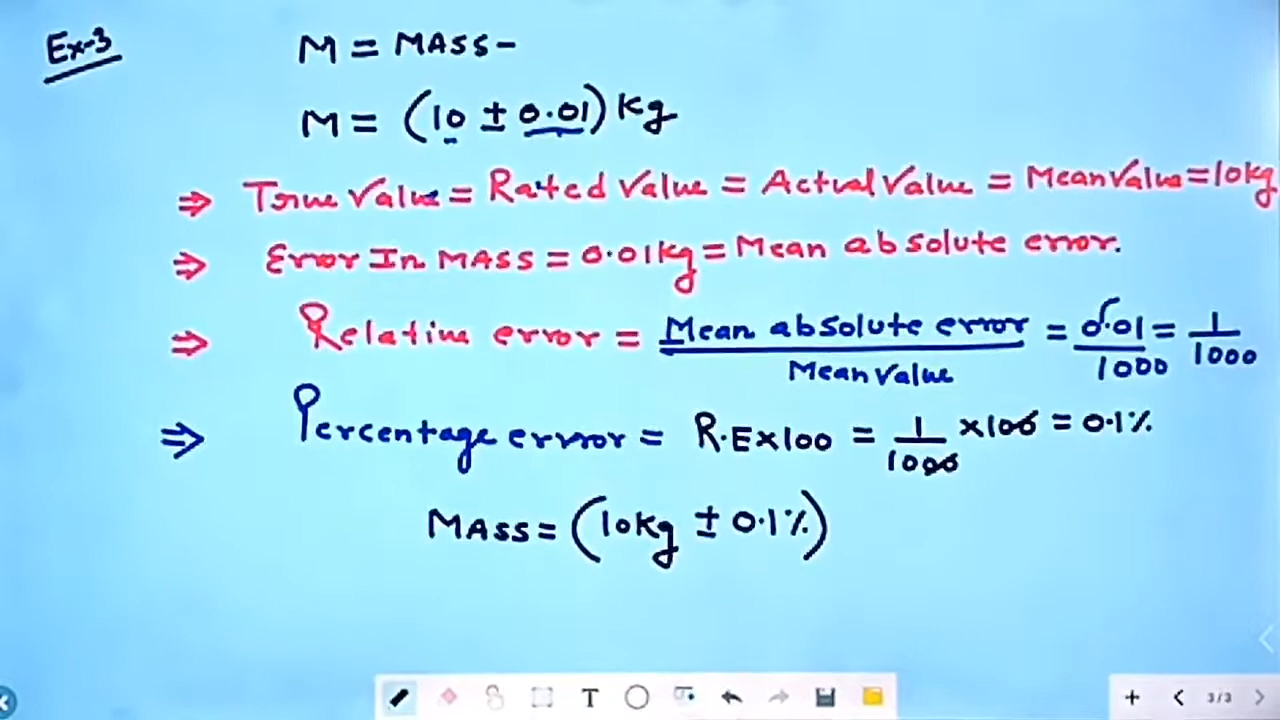 Ex-3
M = MASS -
M = (10 ± 0.01) Kg
⇒ True Value = Rated Value = Actual Value = Mean Value = 10kg
⇒ Error In MASS = 0.01kg = Mean absolute error.
⇒ Relative error = Mean absolute error / Mean Value = 0.01 / 1000 = 1 / 1000
⇒ Percentage error = R.E × 100 = 1 / 1000 × 100 = 0.1%
MASS = (10kg ± 0.1%)
T
3/3